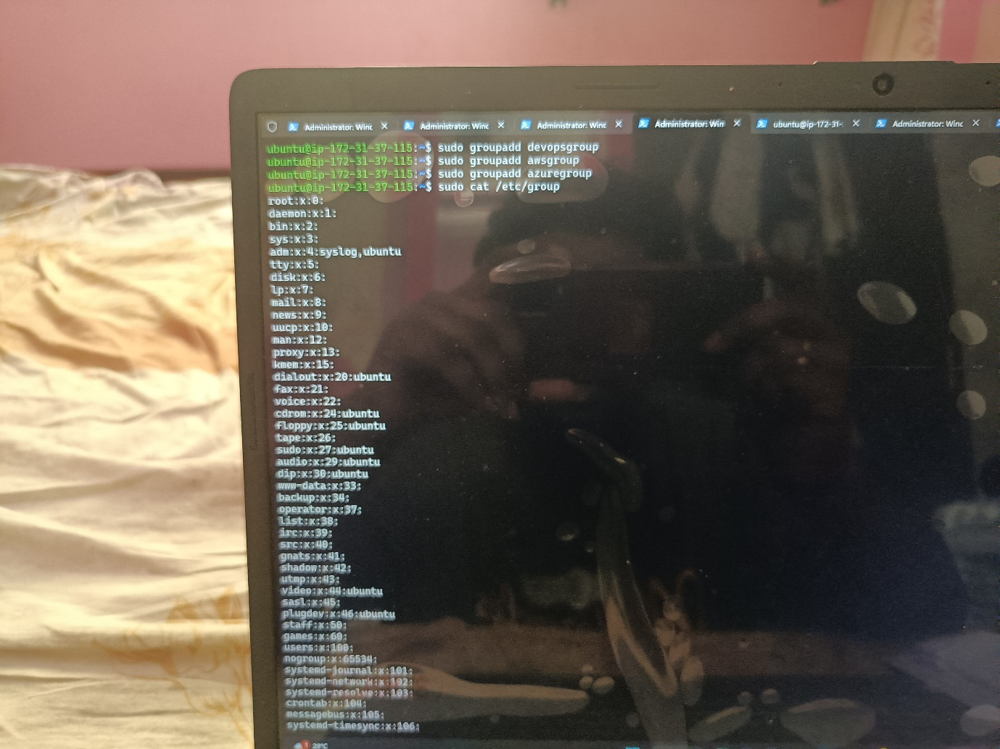 Administrator: Winc Administrator: Winc Administrator: Winc Administrator: Win ubuntu@ip-172-31- Administrator: Winc
ubuntu@ip-172-31-37-115:~$ sudo groupadd devopsgroup
ubuntu@ip-172-31-37-115:~$ sudo groupadd awsgroup
ubuntu@ip-172-31-37-115:~$ sudo groupadd azuregroup
ubuntu@ip-172-31-37-115:~$ sudo cat /etc/group
root:x:0:
daemon:x:1:
bin:x:2:
sys:x:3:
adm:x:4:syslog,ubuntu
tty:x:5:
disk:x:6:
lp:x:7:
mail:x:8:
news:x:9:
uucp:x:10:
man:x:12:
proxy:x:13:
kmem:x:15:
dialout:x:20:ubuntu
fax:x:21:
voice:x:22:
cdrom:x:24:ubuntu
floppy:x:25:ubuntu
tape:x:26:
sudo:x:27:ubuntu
audio:x:29:ubuntu
dip:x:30:ubuntu
www-data:x:33:
backup:x:34:
operator:x:37:
list:x:38:
irc:x:39:
src:x:40:
gnats:x:41:
shadow:x:42:
utmp:x:43:
video:x:44:ubuntu
sasl:x:45:
plugdev:x:46:ubuntu
staff:x:50:
games:x:60:
users:x:100:
nogroup:x:65534:
systemd-journal:x:101:
systemd-network:x:102:
systemd-resolve:x:103:
crontab:x:104:
messagebus:x:105:
systemd-timesync:x:106:
1 29°C